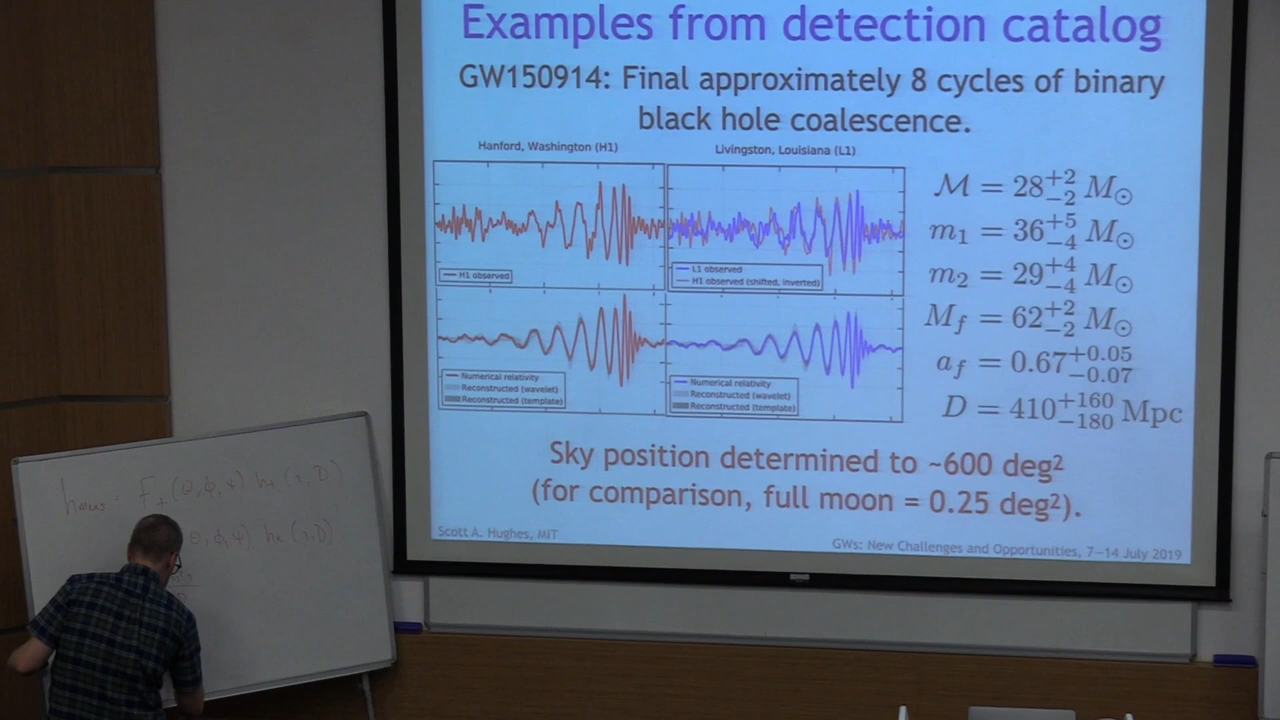 Examples from detection catalog
GW150914: Final approximately 8 cycles of binary
black hole coalescence.
Hanford, Washington (H1)
Livingston, Louisiana (L1)
H1 observed
L1 observed
H1 observed (shifted, inverted)
Numerical relativity
Reconstructed (wavelet)
Reconstructed (template)
Numerical relativity
Reconstructed (wavelet)
Reconstructed (template)
ℳ = 28^{+2}_{-2} M_⊙
m_1 = 36^{+5}_{-4} M_⊙
m_2 = 29^{+4}_{-4} M_⊙
M_f = 62^{+2}_{-2} M_⊙
a_f = 0.67^{+0.05}_{-0.07}
D = 410^{+160}_{-180} Mpc
Sky position determined to ~600 deg²
(for comparison, full moon = 0.25 deg²).
Scott A. Hughes, MIT
GWs: New Challenges and Opportunities, 7–14 July 2019
h_meas = F_+ (θ,φ,ψ) h_+ (ι,D)
θ,φ,ψ) h_× (ι,D)